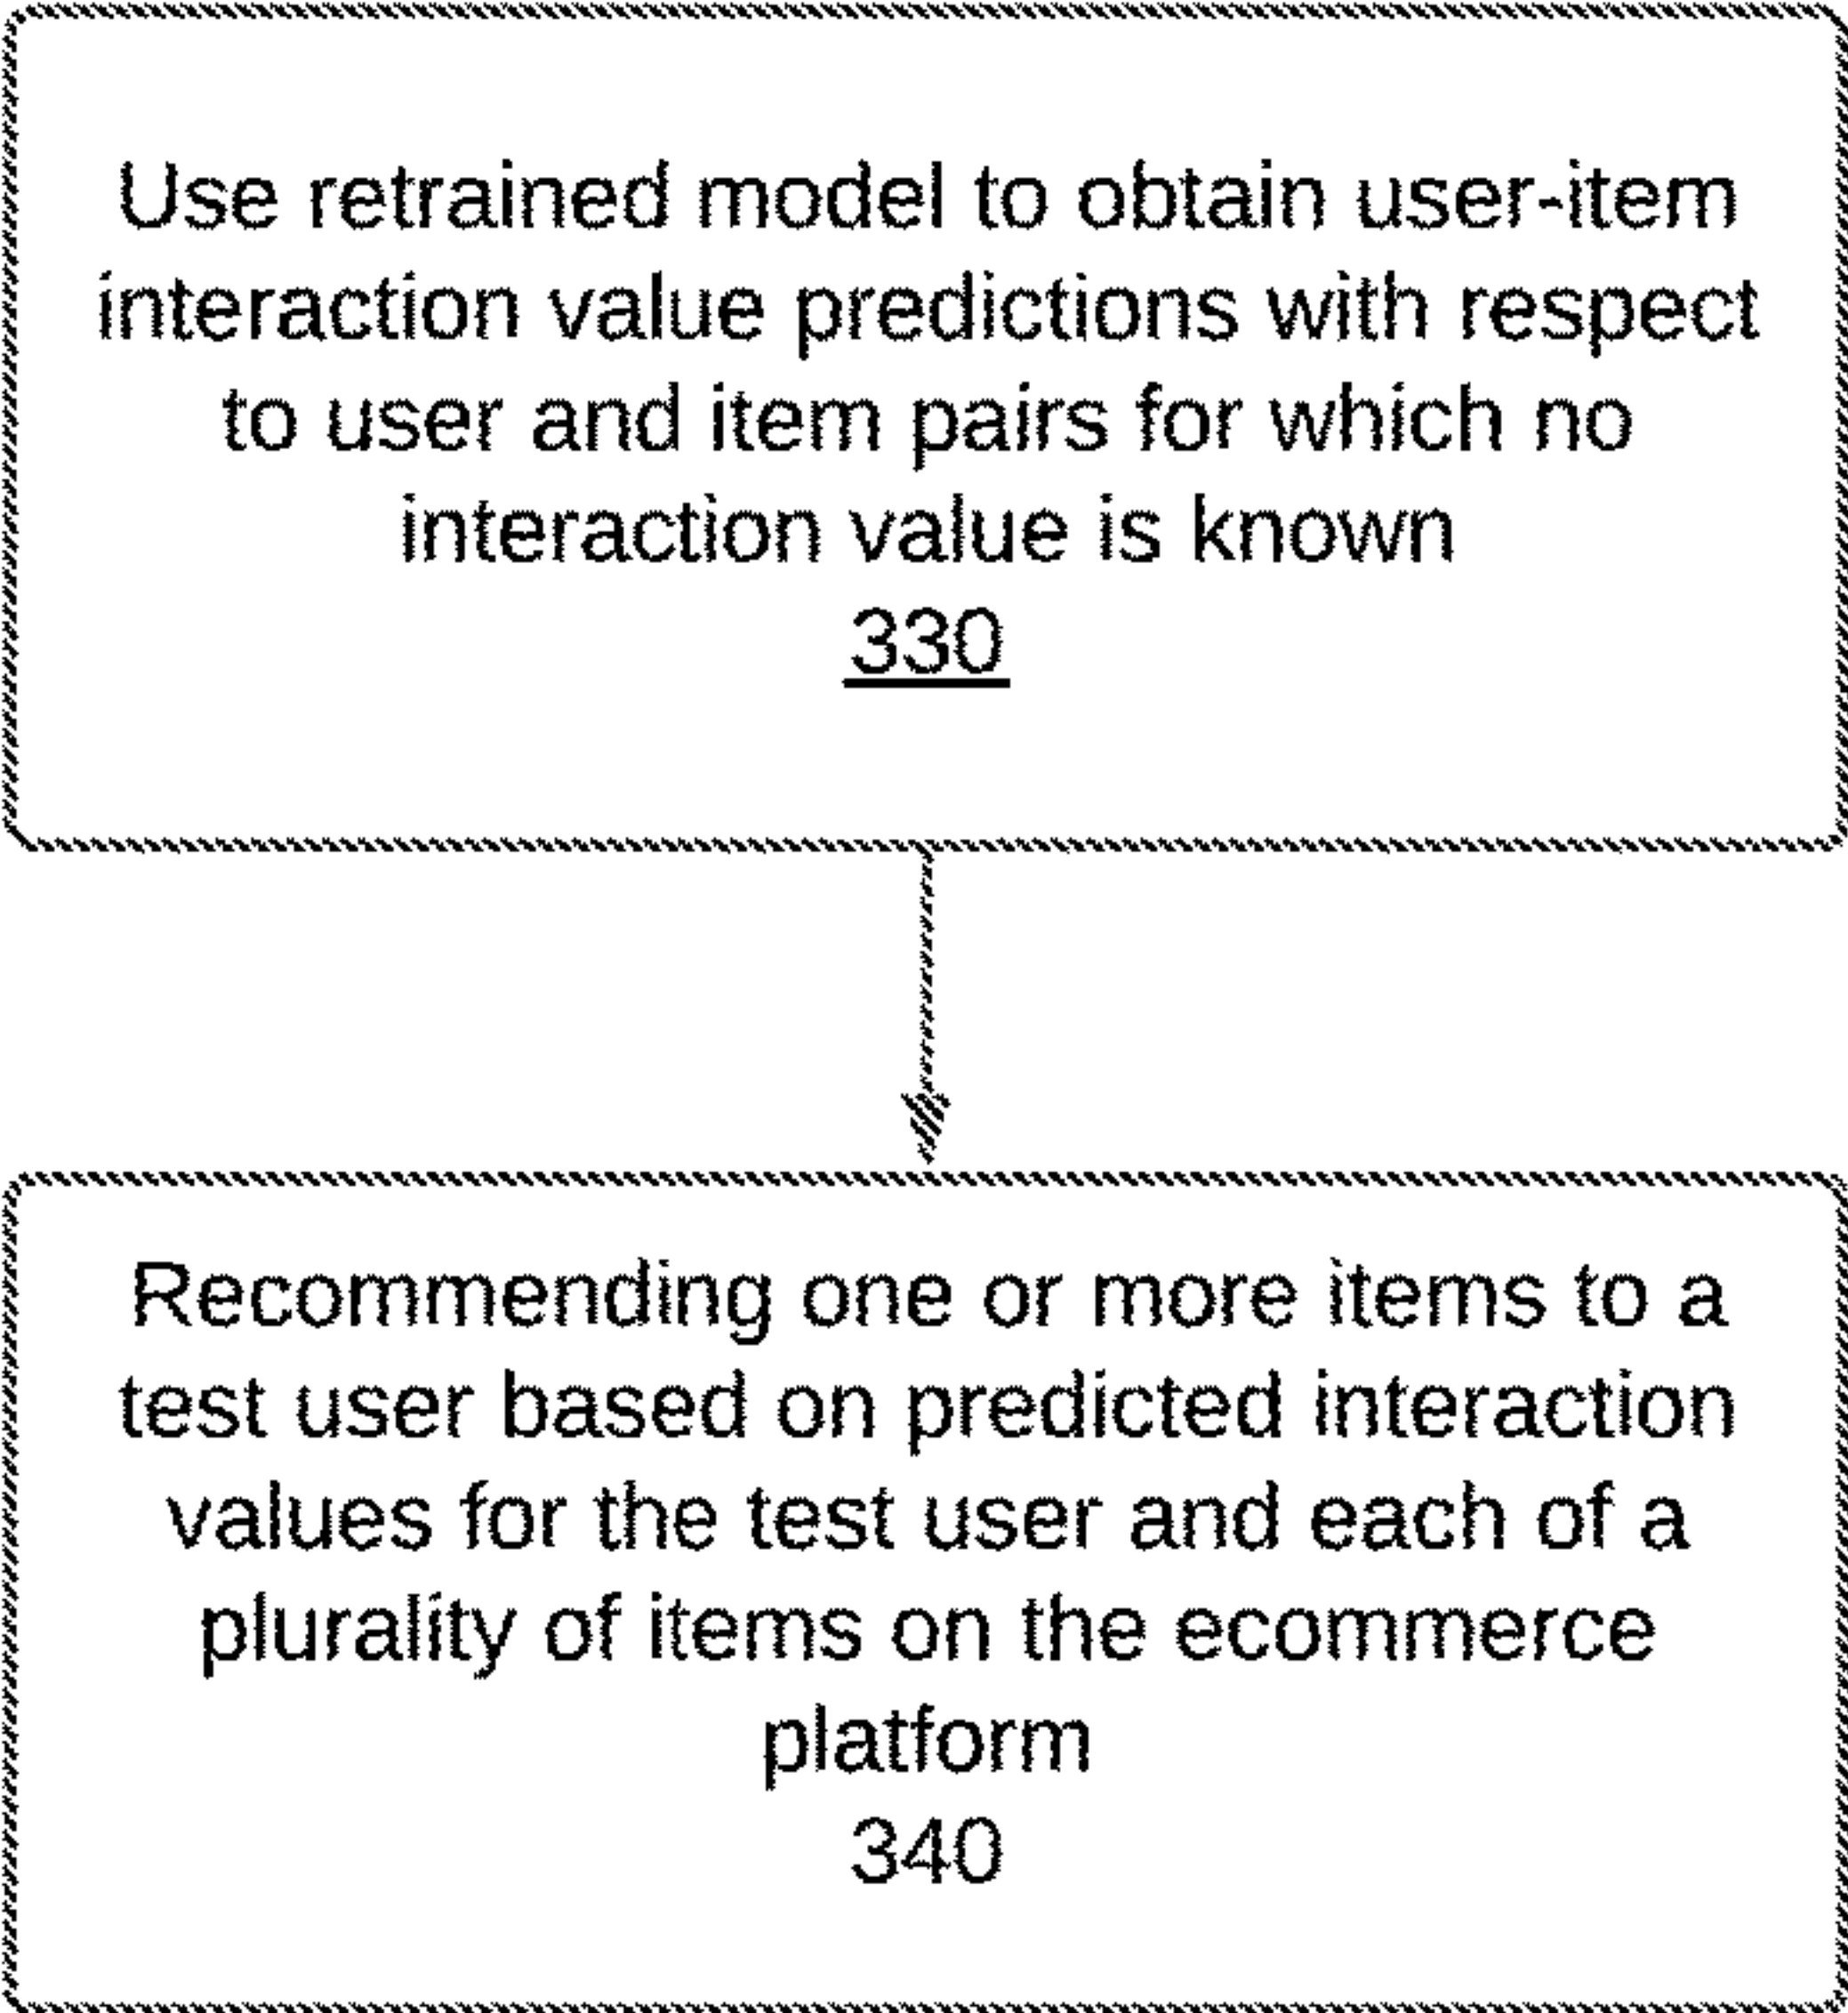 Use retrained model to obtain user-item
interaction value predictions with respect
to user and item pairs for which no
interaction value is known
330
Recommending one or more items to a
test user based on predicted interaction
values for the test user and each of a
plurality of items on the ecommerce
platform
340